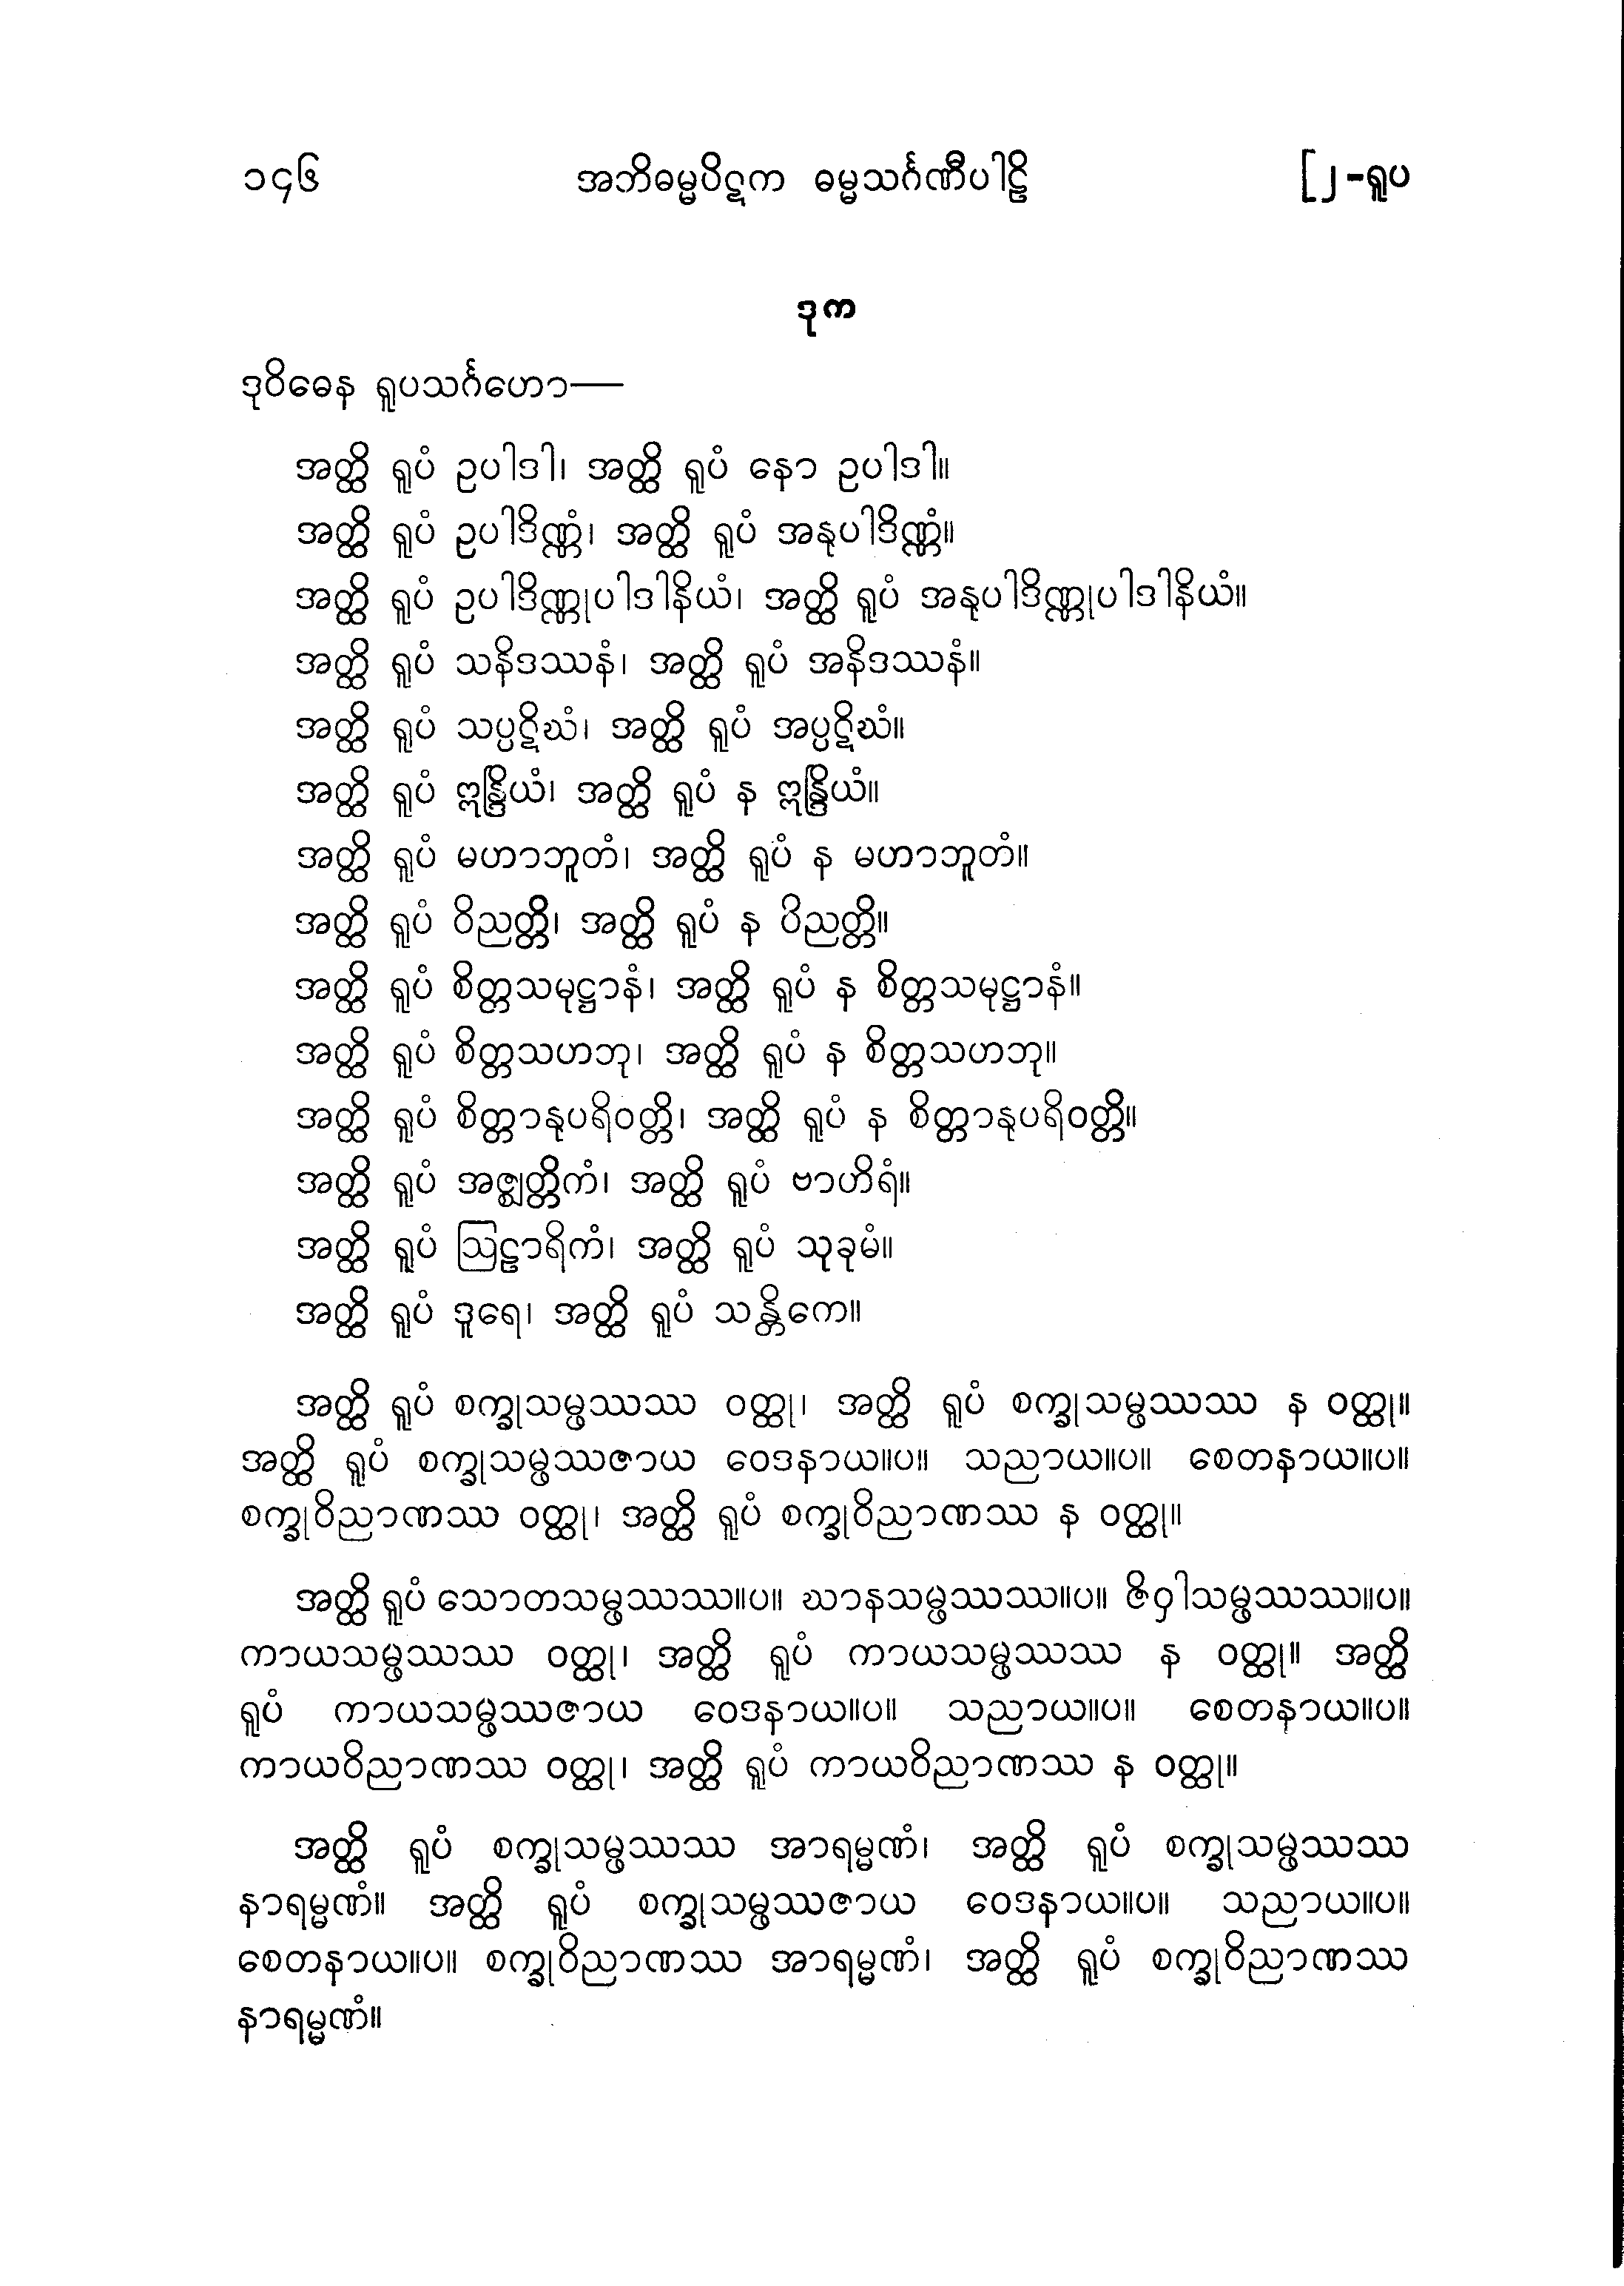 ၁၄၆ အဘိဓမ္မပိဋက ဓမ္မသင်္ဂဏီပါဠိ [၂-ရူပ
ဒုက
ဒုဝိဓေန ရူပသင်္ဂဟော—
အတ္ထိ ရူပံ ဥပါဒါ၊ အတ္ထိ ရူပံ နော ဥပါဒါ။
အတ္ထိ ရူပံ ဥပါဒိဏ္ဏံ၊ အတ္ထိ ရူပံ အနုပါဒိဏ္ဏံ။
အတ္ထိ ရူပံ ဥပါဒိဏ္ဏုပါဒါနိယံ၊ အတ္ထိ ရူပံ အနုပါဒိဏ္ဏုပါဒါနိယံ။
အတ္ထိ ရူပံ သနိဒဿနံ၊ အတ္ထိ ရူပံ အနိဒဿနံ။
အတ္ထိ ရူပံ သပ္ပဋိဃံ၊ အတ္ထိ ရူပံ အပ္ပဋိဃံ။
အတ္ထိ ရူပံ ဣန္ဒြိယံ၊ အတ္ထိ ရူပံ န ဣန္ဒြိယံ။
အတ္ထိ ရူပံ မဟာဘူတံ၊ အတ္ထိ ရူပံ န မဟာဘူတံ။
အတ္ထိ ရူပံ ဝိညတ္တိ၊ အတ္ထိ ရူပံ န ဝိညတ္တိ။
အတ္ထိ ရူပံ စိတ္တသမုဋ္ဌာနံ၊ အတ္ထိ ရူပံ န စိတ္တသမုဋ္ဌာနံ။
အတ္ထိ ရူပံ စိတ္တသဟဘု၊ အတ္ထိ ရူပံ န စိတ္တသဟဘု။
အတ္ထိ ရူပံ စိတ္တာနုပရိဝတ္တိ၊ အတ္ထိ ရူပံ န စိတ္တာနုပရိဝတ္တိ။
အတ္ထိ ရူပံ အဇ္ဈတ္တိကံ၊ အတ္ထိ ရူပံ ဗာဟိရံ။
အတ္ထိ ရူပံ ဩဠာရိကံ၊ အတ္ထိ ရူပံ သုခုမံ။
အတ္ထိ ရူပံ ဒူရေ၊ အတ္ထိ ရူပံ သန္တိကေ။
အတ္ထိ ရူပံ စက္ခုသမ္ဖဿဿ ဝတ္ထု၊ အတ္ထိ ရူပံ စက္ခုသမ္ဖဿဿ န ဝတ္ထု။
အတ္ထိ ရူပံ စက္ခုသမ္ဖဿဇာယ ဝေဒနာယ။ပ။ သညာယ။ပ။ စေတနာယ။ပ။
စက္ခုဝိညာဏဿ ဝတ္ထု၊ အတ္ထိ ရူပံ စက္ခုဝိညာဏဿ န ဝတ္ထု။
အတ္ထိ ရူပံ သောတသမ္ဖဿဿ။ပ။ ဃာနသမ္ဖဿဿ။ပ။ ဇိဝှါသမ္ဖဿဿ။ပ။
ကာယသမ္ဖဿဿ ဝတ္ထု၊ အတ္ထိ ရူပံ ကာယသမ္ဖဿဿ န ဝတ္ထု။ အတ္ထိ
ရူပံ ကာယသမ္ဖဿဇာယ ဝေဒနာယ။ပ။ သညာယ။ပ။ စေတနာယ။ပ။
ကာယဝိညာဏဿ ဝတ္ထု၊ အတ္ထိ ရူပံ ကာယဝိညာဏဿ န ဝတ္ထု။
အတ္ထိ ရူပံ စက္ခုသမ္ဖဿဿ အာရမ္မဏံ၊ အတ္ထိ ရူပံ စက္ခုသမ္ဖဿဿ
နာရမ္မဏံ။ အတ္ထိ ရူပံ စက္ခုသမ္ဖဿဇာယ ဝေဒနာယ။ပ။ သညာယ။ပ။
စေတနာယ။ပ။ စက္ခုဝိညာဏဿ အာရမ္မဏံ၊ အတ္ထိ ရူပံ စက္ခုဝိညာဏဿ
နာရမ္မဏံ။